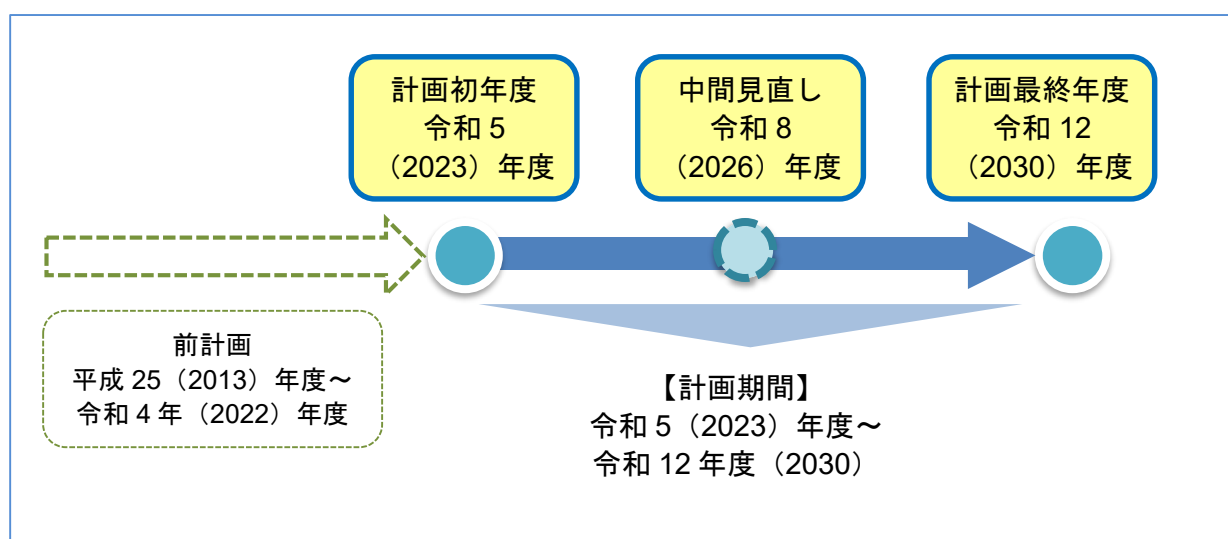 計画初年度
令和 5
（2023）年度
中間見直し
令和 8
（2026）年度
計画最終年度
令和 12
（2030）年度
前計画
平成 25（2013）年度～
令和 4 年（2022）年度
【計画期間】
令和 5（2023）年度～
令和 12 年度（2030）